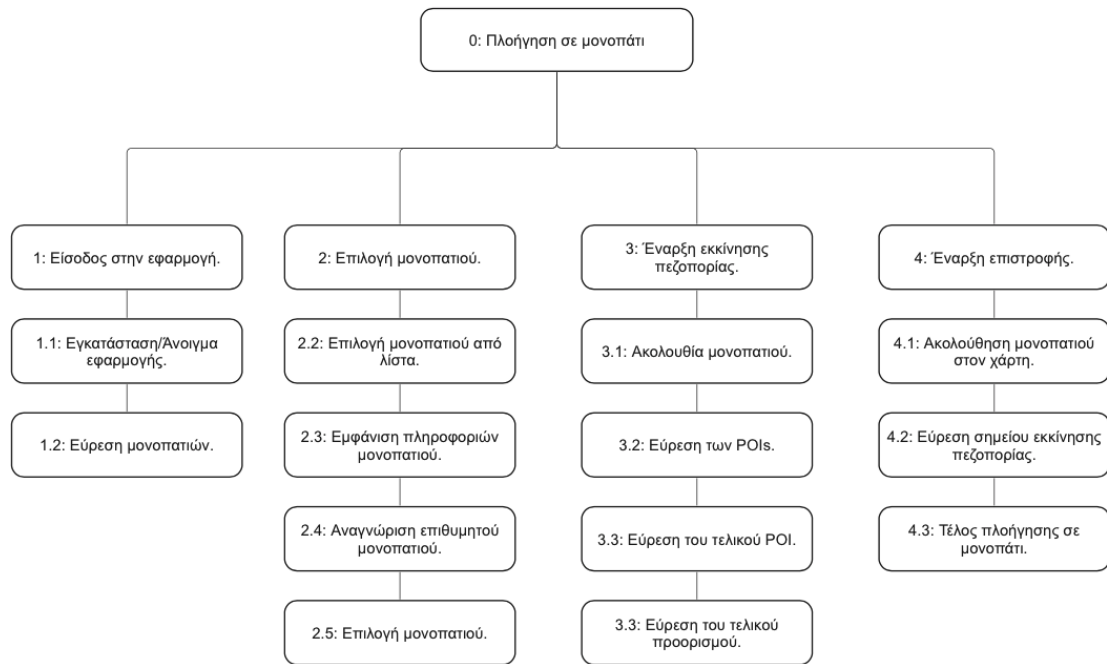 0: Πλοήγηση σε μονοπάτι
1: Είσοδος στην εφαρμογή.
2: Επιλογή μονοπατιού.
3: Έναρξη εκκίνησης
πεζοπορίας.
4: Έναρξη επιστροφής.
1.1: Εγκατάσταση/Άνοιγμα
εφαρμογής.
2.2: Επιλογή μονοπατιού από
λίστα.
3.1: Ακολουθία μονοπατιού.
4.1: Ακολούθηση μονοπατιού
στον χάρτη.
1.2: Εύρεση μονοπατιών.
2.3: Εμφάνιση πληροφοριών
μονοπατιού.
3.2: Εύρεση των POIs.
4.2: Εύρεση σημείου εκκίνησης
πεζοπορίας.
2.4: Αναγνώριση επιθυμητού
μονοπατιού.
3.3: Εύρεση του τελικού POI.
4.3: Τέλος πλοήγησης σε
μονοπάτι.
2.5: Επιλογή μονοπατιού.
3.3: Εύρεση του τελικού
προορισμού.